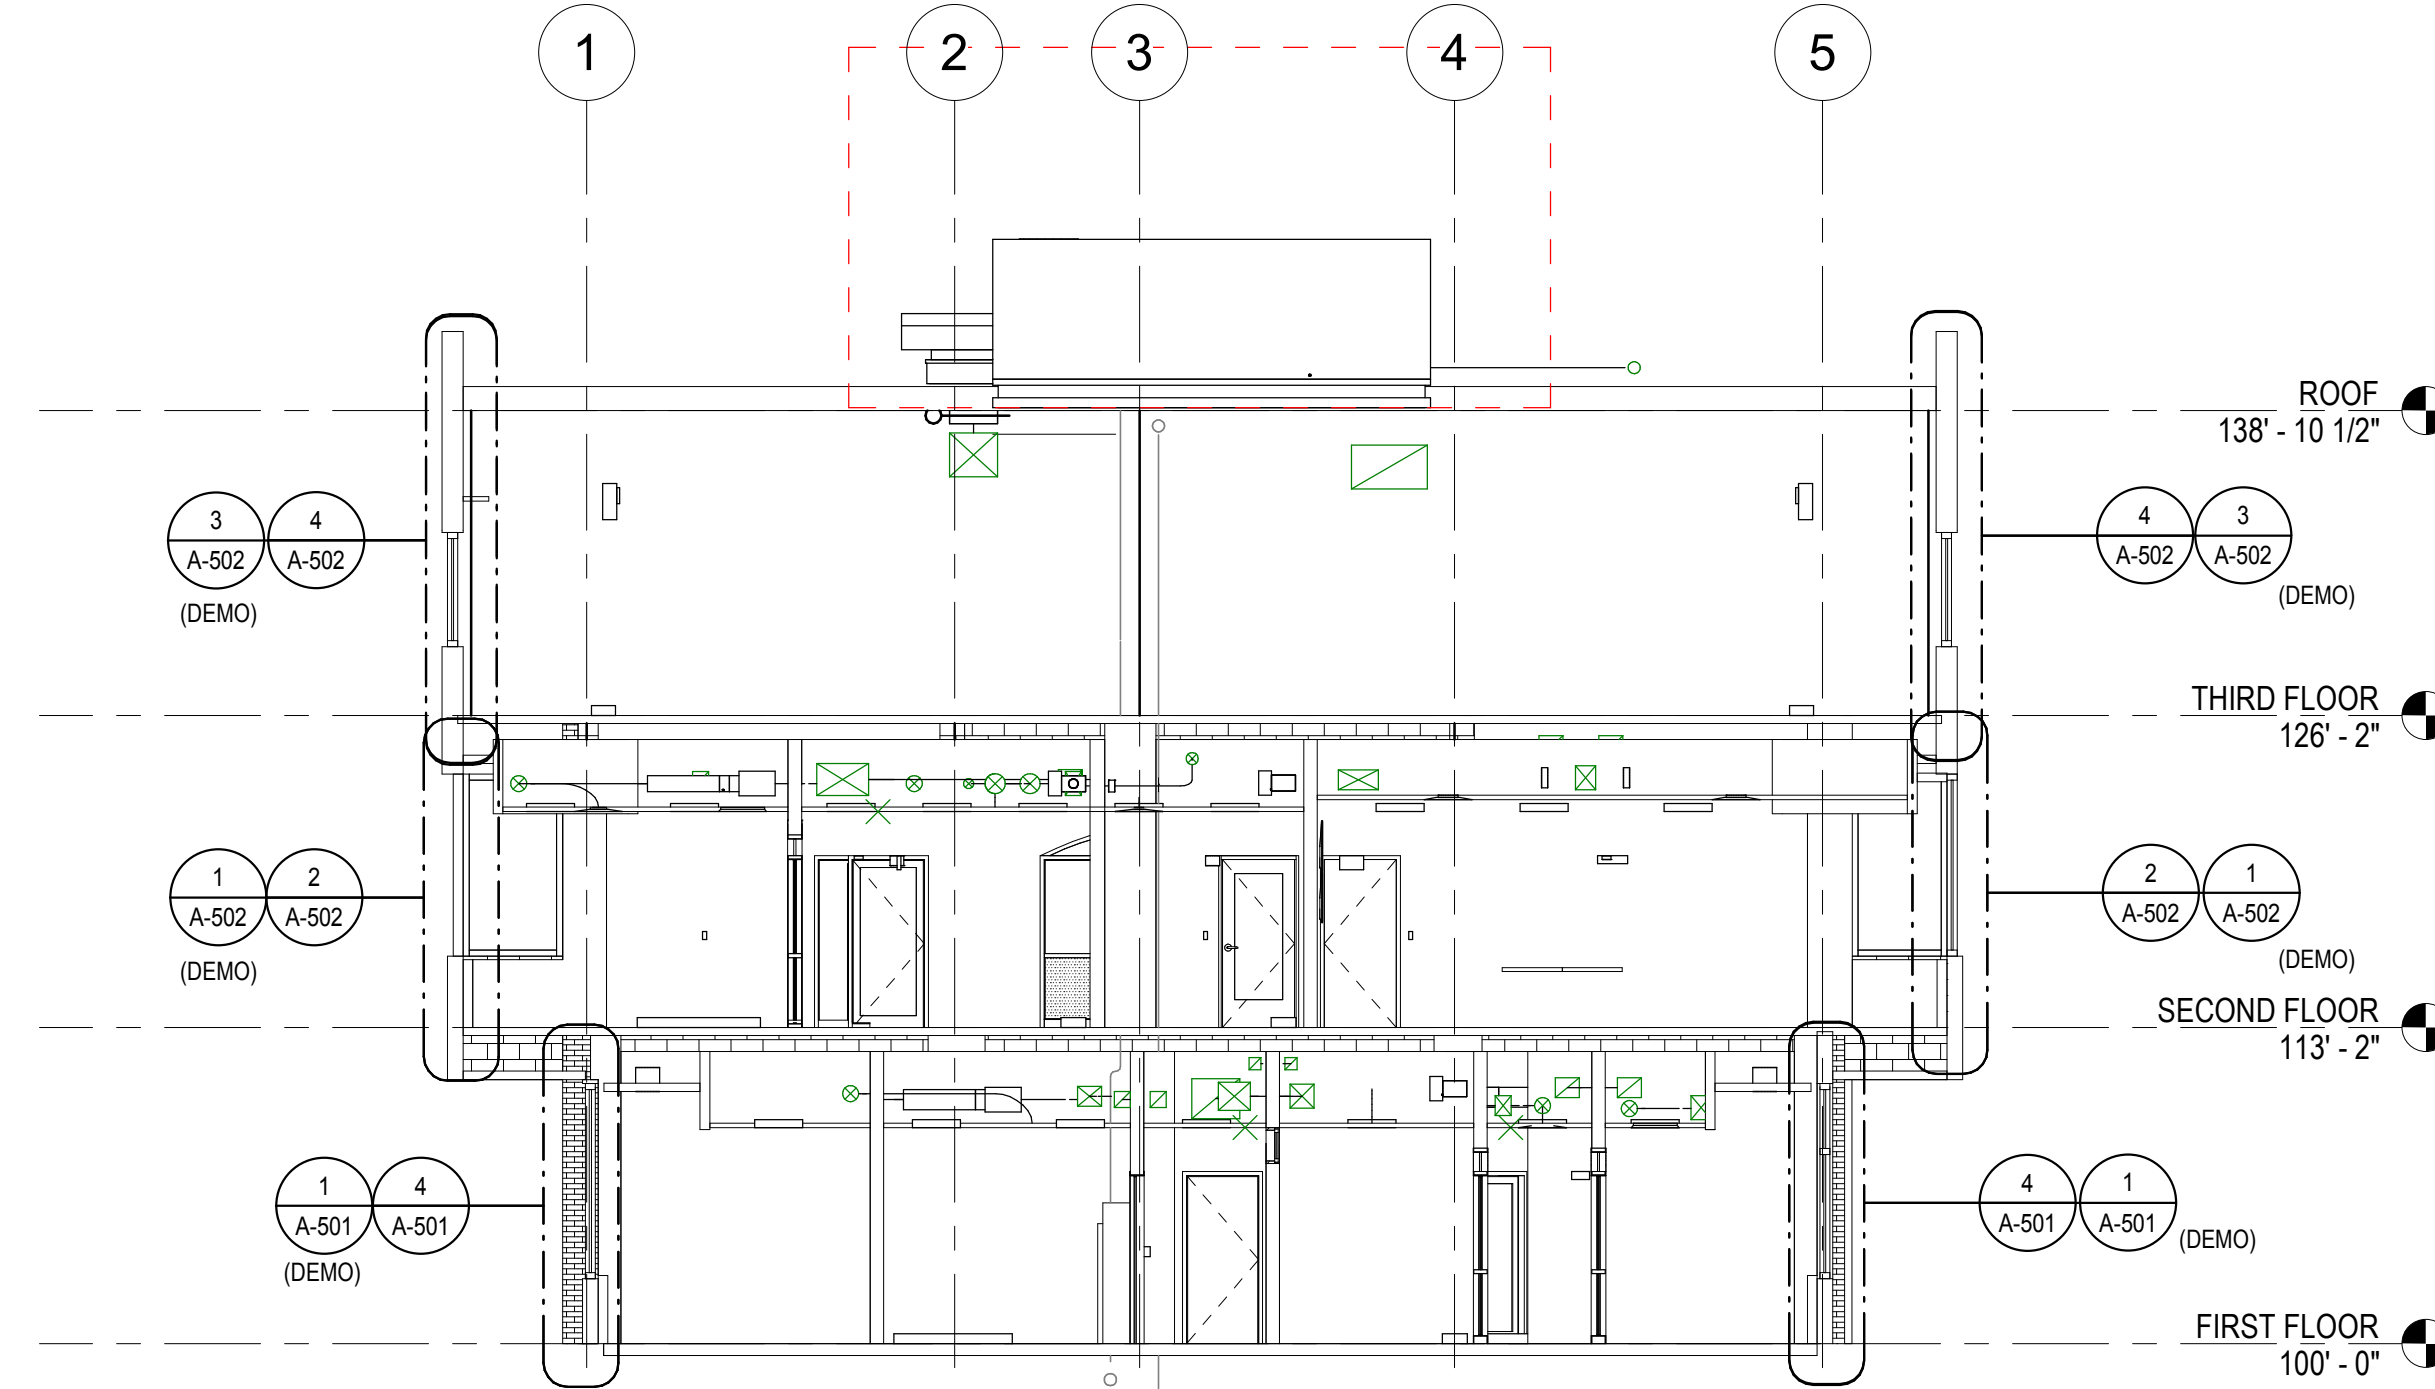 1 2 3 4 5
ROOF
138' - 10 1/2"
3 4
A-502 A-502
(DEMO)
4 3
A-502 A-502
(DEMO)
THIRD FLOOR
126' - 2"
1 2
A-502 A-502
(DEMO)
2 1
A-502 A-502
(DEMO)
SECOND FLOOR
113' - 2"
1 4
A-501 A-501
(DEMO)
4 1
A-501 A-501
(DEMO)
FIRST FLOOR
100' - 0"